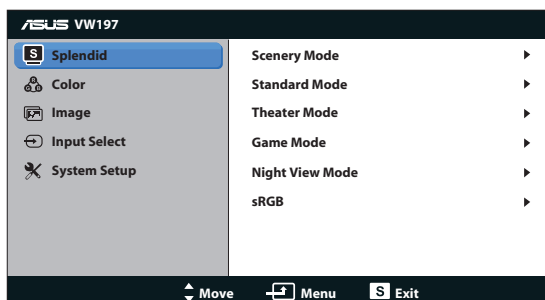 ASUS VW197
S Splendid
Color
Image
Input Select
System Setup
Scenery Mode
Standard Mode
Theater Mode
Game Mode
Night View Mode
sRGB
Move Menu S Exit